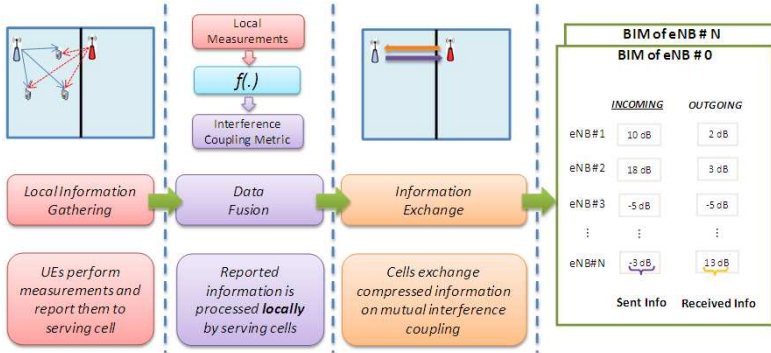 Local
Measurements
f(.)
Interference
Coupling Metric
Local Information
Gathering
Data
Fusion
Information
Exchange
UEs perform
measurements and
report them to
serving cell
Reported
information is
processed locally
by serving cells
Cells exchange
compressed information
on mutual interference
coupling
BIM of eNB # N
BIM of eNB # 0
INCOMING OUTGOING
eNB#1 10 dB 2 dB
eNB#2 18 dB 3 dB
eNB#3 -5 dB -5 dB
⋮ ⋮ ⋮
eNB#N -3 dB 13 dB
Sent Info Received Info